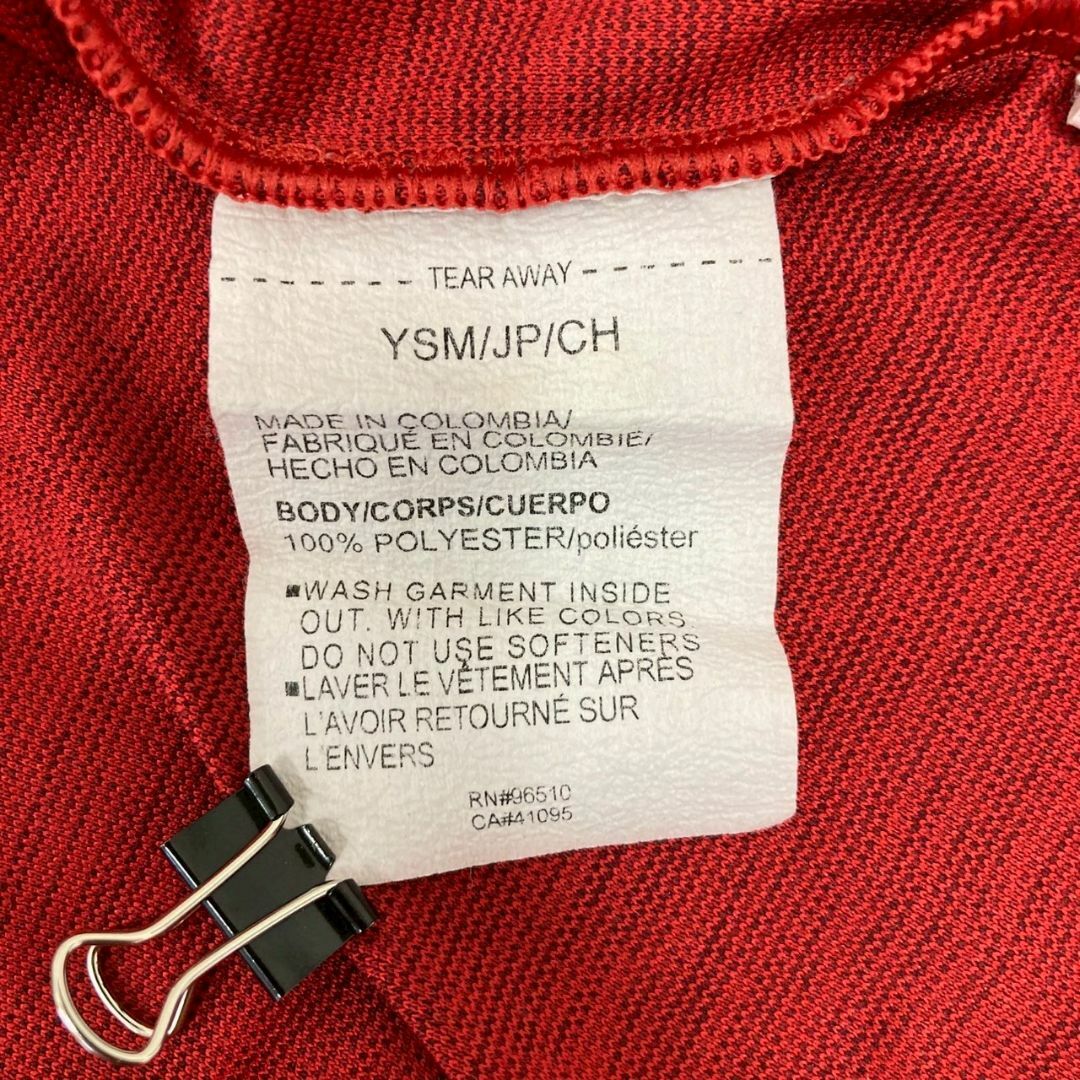 - - - - - - - - TEAR AWAY - - - - - - - -
YSM/JP/CH
MADE IN COLOMBIA/
FABRIQUÉ EN COLOMBIE/
HECHO EN COLOMBIA
BODY/CORPS/CUERPO
100% POLYESTER/poliéster
▪WASH GARMENT INSIDE
OUT. WITH LIKE COLORS.
DO NOT USE SOFTENERS
▪LAVER LE VÊTEMENT APRÈS
L'AVOIR RETOURNÉ SUR
L'ENVERS
RN#96510
CA#41095